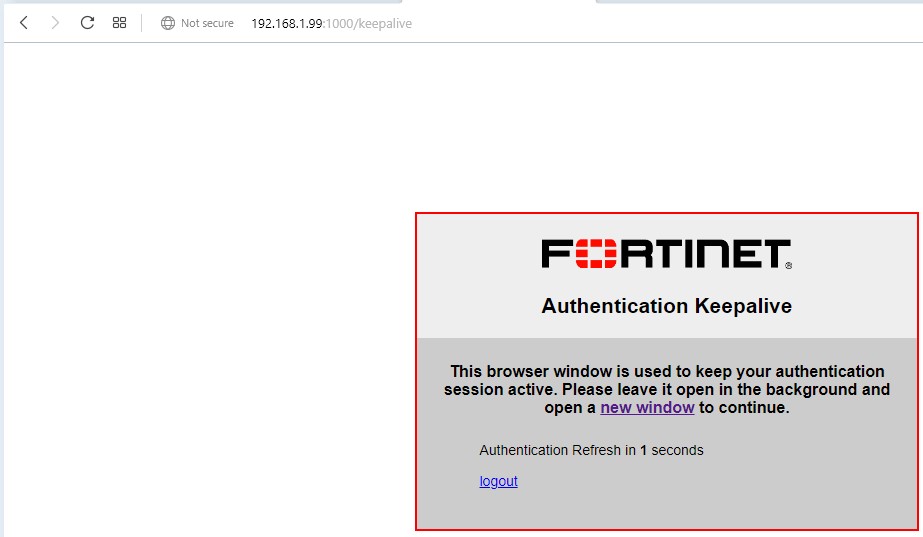 Not secure 192.168.1.99:1000/keepalive
FORTINET®
Authentication Keepalive
This browser window is used to keep your authentication
session active. Please leave it open in the background and
open a new window to continue.
Authentication Refresh in 1 seconds
logout